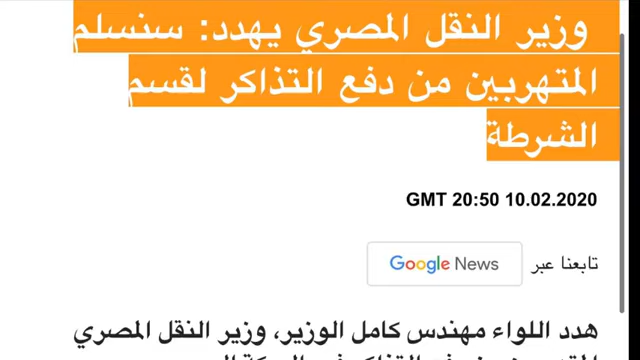 وزير النقل المصري يهدد: سنسلم
المتهربين من دفع التذاكر لقسم
الشرطة
GMT 20:50 10.02.2020
تابعنا عبر Google News
هدد اللواء مهندس كامل الوزير، وزير النقل المصري